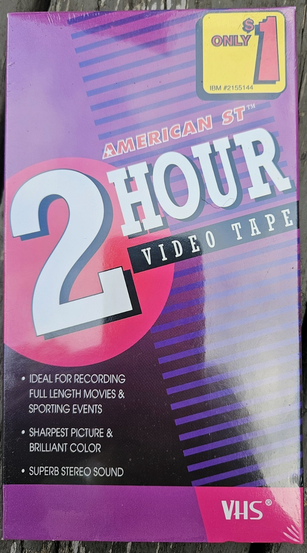 ONLY $1
IBM #2155144
AMERICAN ST™
2 HOUR
VIDEO TAPE
• IDEAL FOR RECORDING
FULL LENGTH MOVIES &
SPORTING EVENTS
• SHARPEST PICTURE &
BRILLIANT COLOR
• SUPERB STEREO SOUND
VHS®